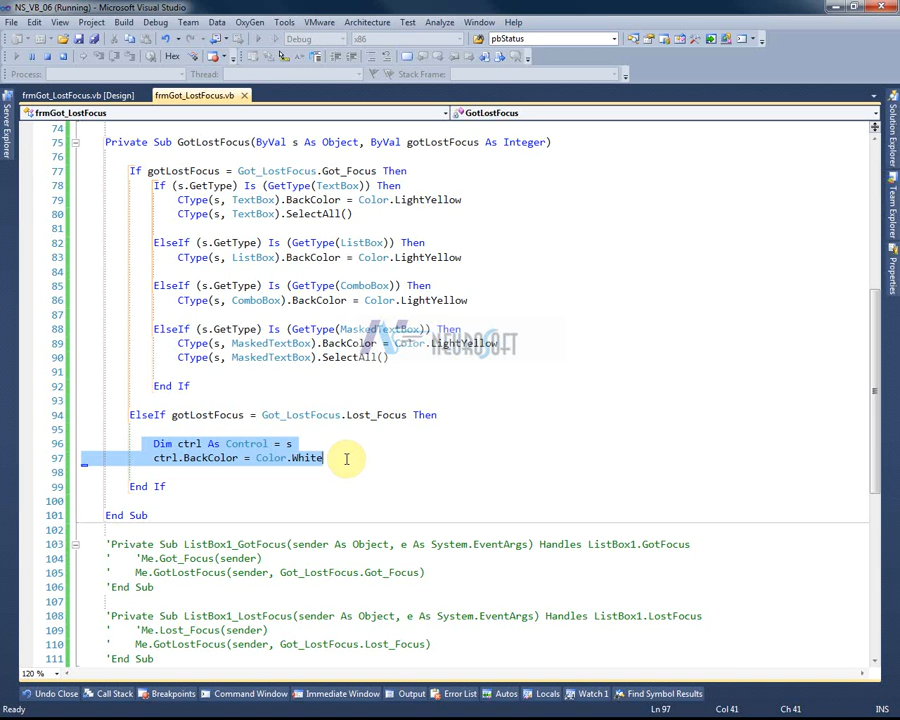 NS_VB_06 (Running) - Microsoft Visual Studio
File Edit View Project Build Debug Team Data OxyGen Tools VMware Architecture Test Analyze Window Help
Debug x86 pbStatus
Hex
Process: Thread: Stack Frame:
frmGot_LostFocus.vb [Design] frmGot_LostFocus.vb
frmGot_LostFocus GotLostFocus
74
75 Private Sub GotLostFocus(ByVal s As Object, ByVal gotLostFocus As Integer)
76
77 If gotLostFocus = Got_LostFocus.Got_Focus Then
78 If (s.GetType) Is (GetType(TextBox)) Then
79 CType(s, TextBox).BackColor = Color.LightYellow
80 CType(s, TextBox).SelectAll()
81
82 ElseIf (s.GetType) Is (GetType(ListBox)) Then
83 CType(s, ListBox).BackColor = Color.LightYellow
84
85 ElseIf (s.GetType) Is (GetType(ComboBox)) Then
86 CType(s, ComboBox).BackColor = Color.LightYellow
87
88 ElseIf (s.GetType) Is (GetType(MaskedTextBox)) Then
89 CType(s, MaskedTextBox).BackColor = Color.LightYellow
90 CType(s, MaskedTextBox).SelectAll()
NEUROSOFT
91
92 End If
93
94 ElseIf gotLostFocus = Got_LostFocus.Lost_Focus Then
95
96 Dim ctrl As Control = s
97 ctrl.BackColor = Color.White
98
99 End If
100
101 End Sub
102
103 'Private Sub ListBox1_GotFocus(sender As Object, e As System.EventArgs) Handles ListBox1.GotFocus
104 ' 'Me.Got_Focus(sender)
105 ' Me.GotLostFocus(sender, Got_LostFocus.Got_Focus)
106 'End Sub
107
108 'Private Sub ListBox1_LostFocus(sender As Object, e As System.EventArgs) Handles ListBox1.LostFocus
109 ' 'Me.Lost_Focus(sender)
110 ' Me.GotLostFocus(sender, Got_LostFocus.Lost_Focus)
111 'End Sub
120 %
Server Explorer
Solution Explorer
Team Explorer
Properties
Undo Close Call Stack Breakpoints Command Window Immediate Window Output Error List Autos Locals Watch 1 Find Symbol Results
Ready Ln 97 Col 41 Ch 41 INS